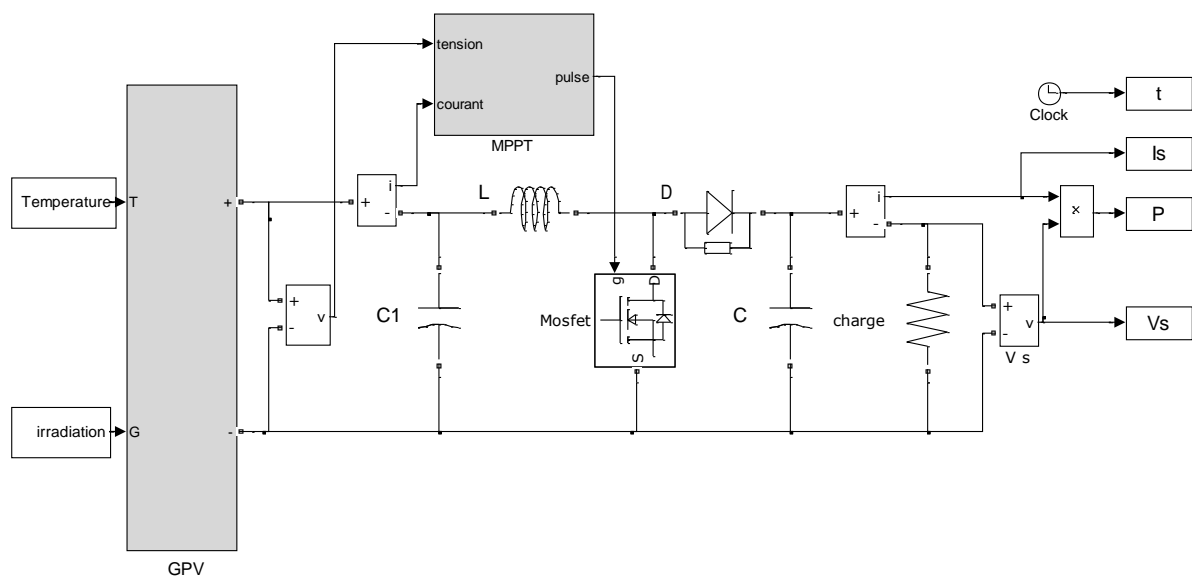 tension
pulse
courant
MPPT
Clock
t
i
-
+
L
D
+
i
-
Is
x
P
Temperature
T
+
+
-
v
C1
g
D
Mosfet
S
C
charge
+
-
v
V s
Vs
irradiation
G
-
GPV